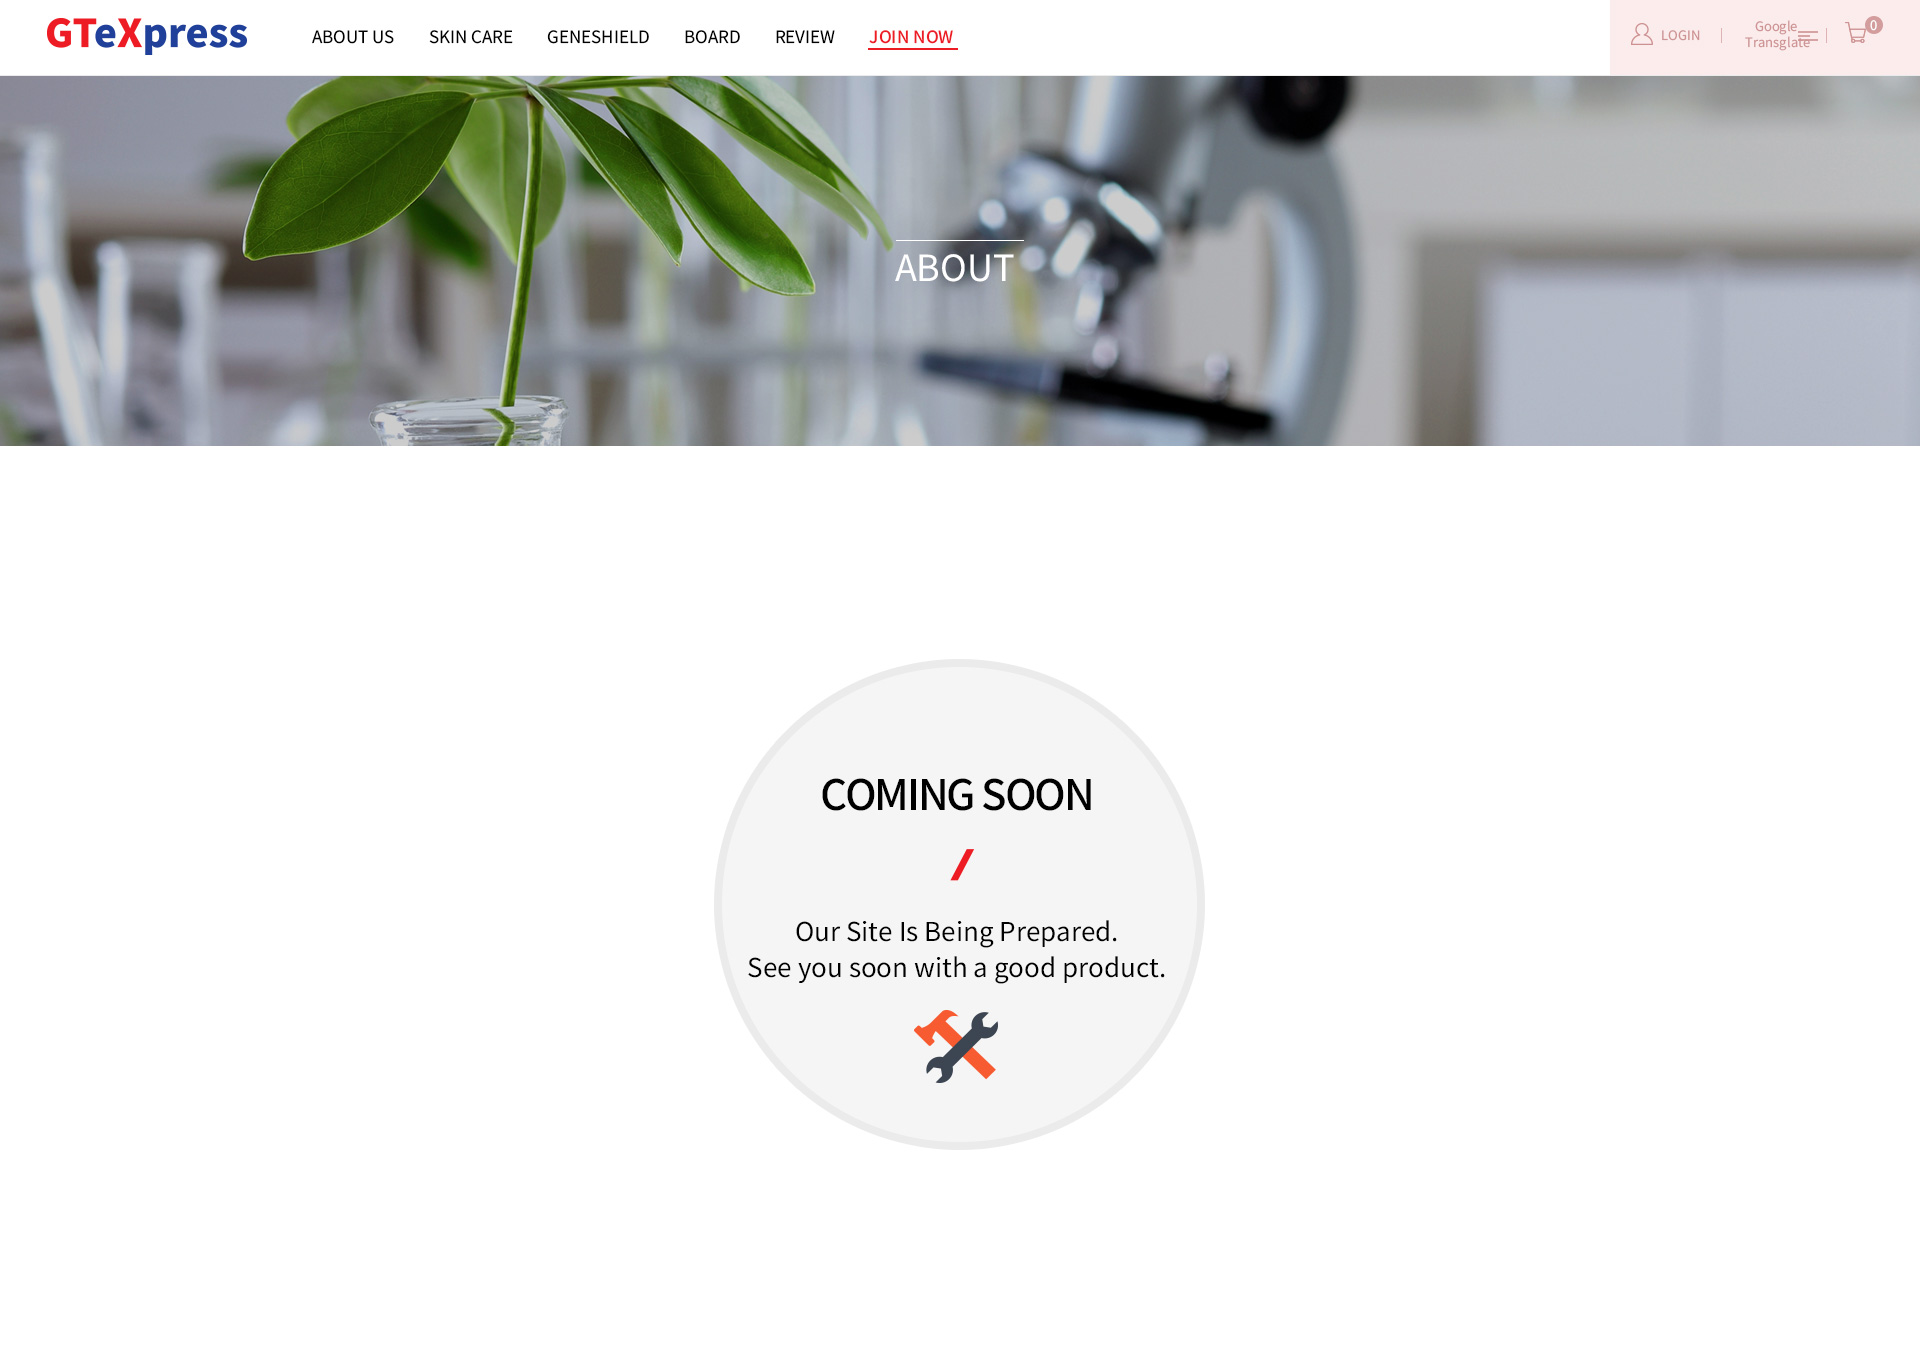 GTeXpress
ABOUT US
SKIN CARE
GENESHIELD
BOARD
REVIEW
JOIN NOW
LOGIN
Google
Transglate
0
ABOUT
COMING SOON
/
Our Site Is Being Prepared.
See you soon with a good product.